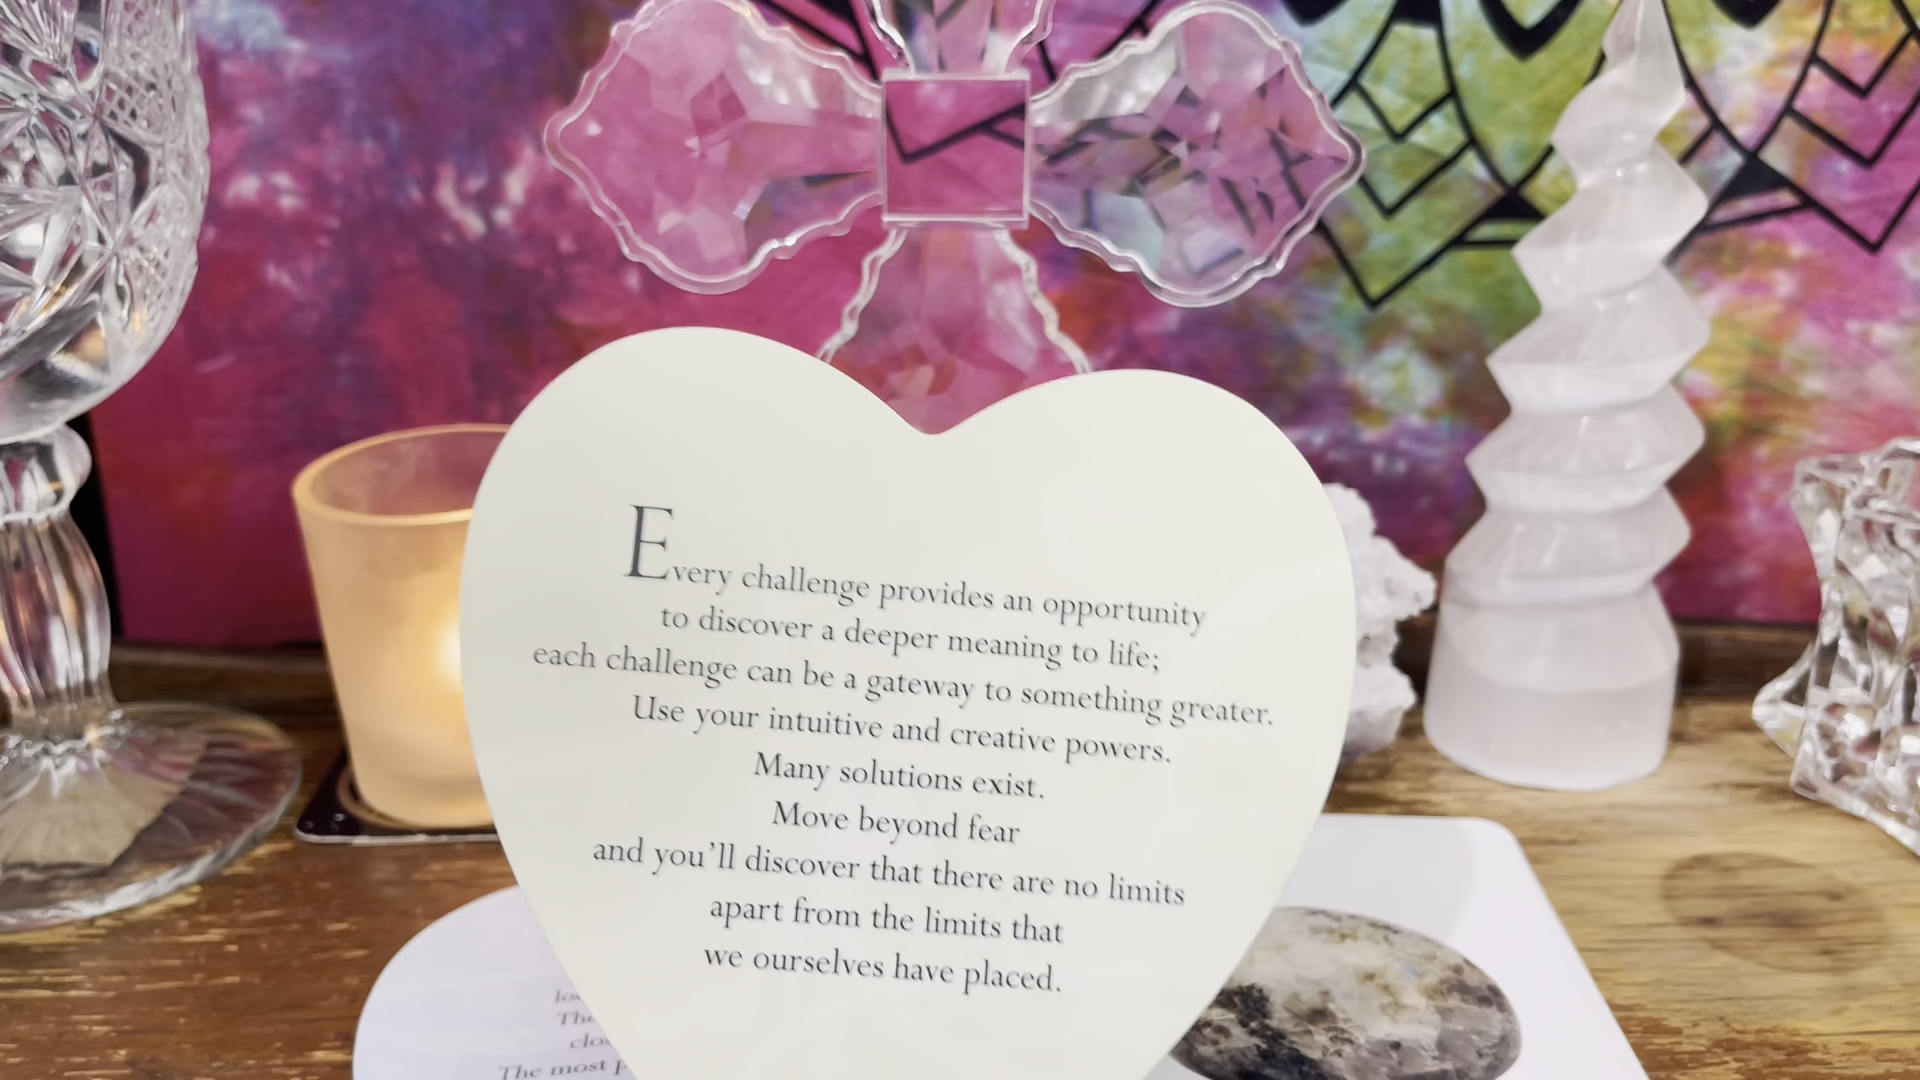 Every challenge provides an opportunity
to discover a deeper meaning to life;
each challenge can be a gateway to something greater.
Use your intuitive and creative powers.
Many solutions exist.
Move beyond fear
and you'll discover that there are no limits
apart from the limits that
we ourselves have placed.
The most